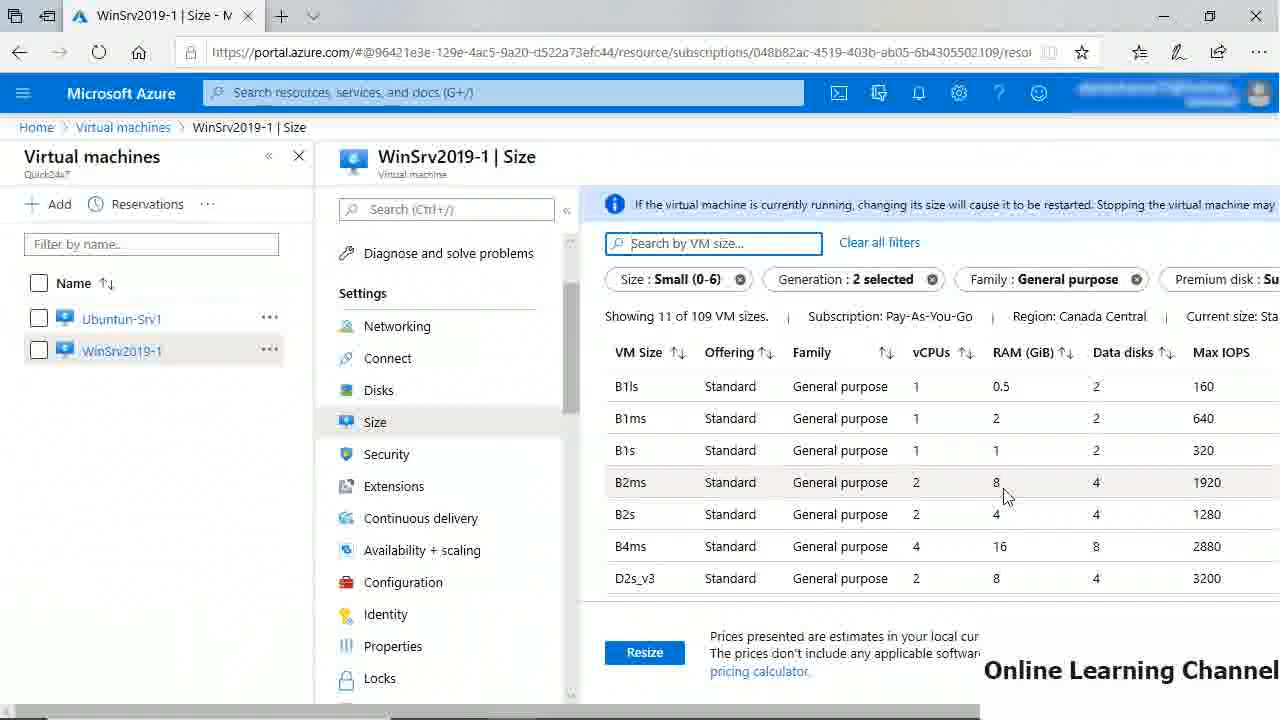 WinSrv2019-1 | Size - M
https://portal.azure.com/#@96421e3e-129e-4ac5-9a20-d522a73efc44/resource/subscriptions/048b82ac-4519-403b-ab05-6b4305502109/resou
Microsoft Azure
Search resources, services, and docs (G+/)
Home > Virtual machines > WinSrv2019-1 | Size
Virtual machines
Quick24x7
Add Reservations ...
Filter by name...
Name
Ubuntun-Srv1 ...
WinSrv2019-1 ...
WinSrv2019-1 | Size
Virtual machine
Search (Ctrl+/)
Diagnose and solve problems
Settings
Networking
Connect
Disks
Size
Security
Extensions
Continuous delivery
Availability + scaling
Configuration
Identity
Properties
Locks
If the virtual machine is currently running, changing its size will cause it to be restarted. Stopping the virtual machine may
Search by VM size... Clear all filters
Size : Small (0-6) Generation : 2 selected Family : General purpose Premium disk : Su
Showing 11 of 109 VM sizes. | Subscription: Pay-As-You-Go | Region: Canada Central | Current size: Sta
VM Size Offering Family vCPUs RAM (GiB) Data disks Max IOPS
B1ls Standard General purpose 1 0.5 2 160
B1ms Standard General purpose 1 2 2 640
B1s Standard General purpose 1 1 2 320
B2ms Standard General purpose 2 8 4 1920
B2s Standard General purpose 2 4 4 1280
B4ms Standard General purpose 4 16 8 2880
D2s_v3 Standard General purpose 2 8 4 3200
Resize
Prices presented are estimates in your local cur
The prices don't include any applicable softwar
pricing calculator.
Online Learning Channel